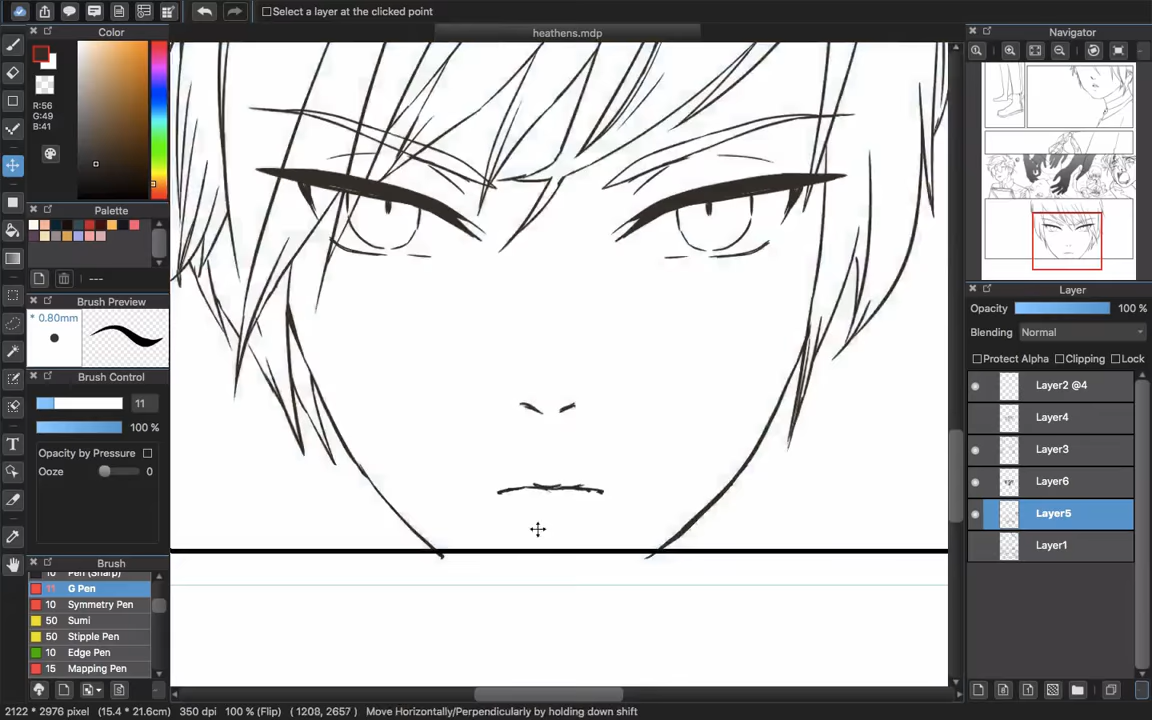 Select a layer at the clicked point
heathens.mdp
Color
R:56
G:49
B:41
Palette
---
Brush Preview
* 0.80mm
Brush Control
11
100 %
Opacity by Pressure
Ooze 0
Brush
10 Pen (Sharp)
11 G Pen
10 Symmetry Pen
50 Sumi
50 Stipple Pen
10 Edge Pen
15 Mapping Pen
Navigator
Layer
Opacity 100 %
Blending Normal
Protect Alpha Clipping Lock
Layer2 @4
Layer4
Layer3
Layer6
Layer5
Layer1
2122 * 2976 pixel (15.4 * 21.6cm) 350 dpi 100 % (Flip) ( 1208, 2657 ) Move Horizontally/Perpendicularly by holding down shift